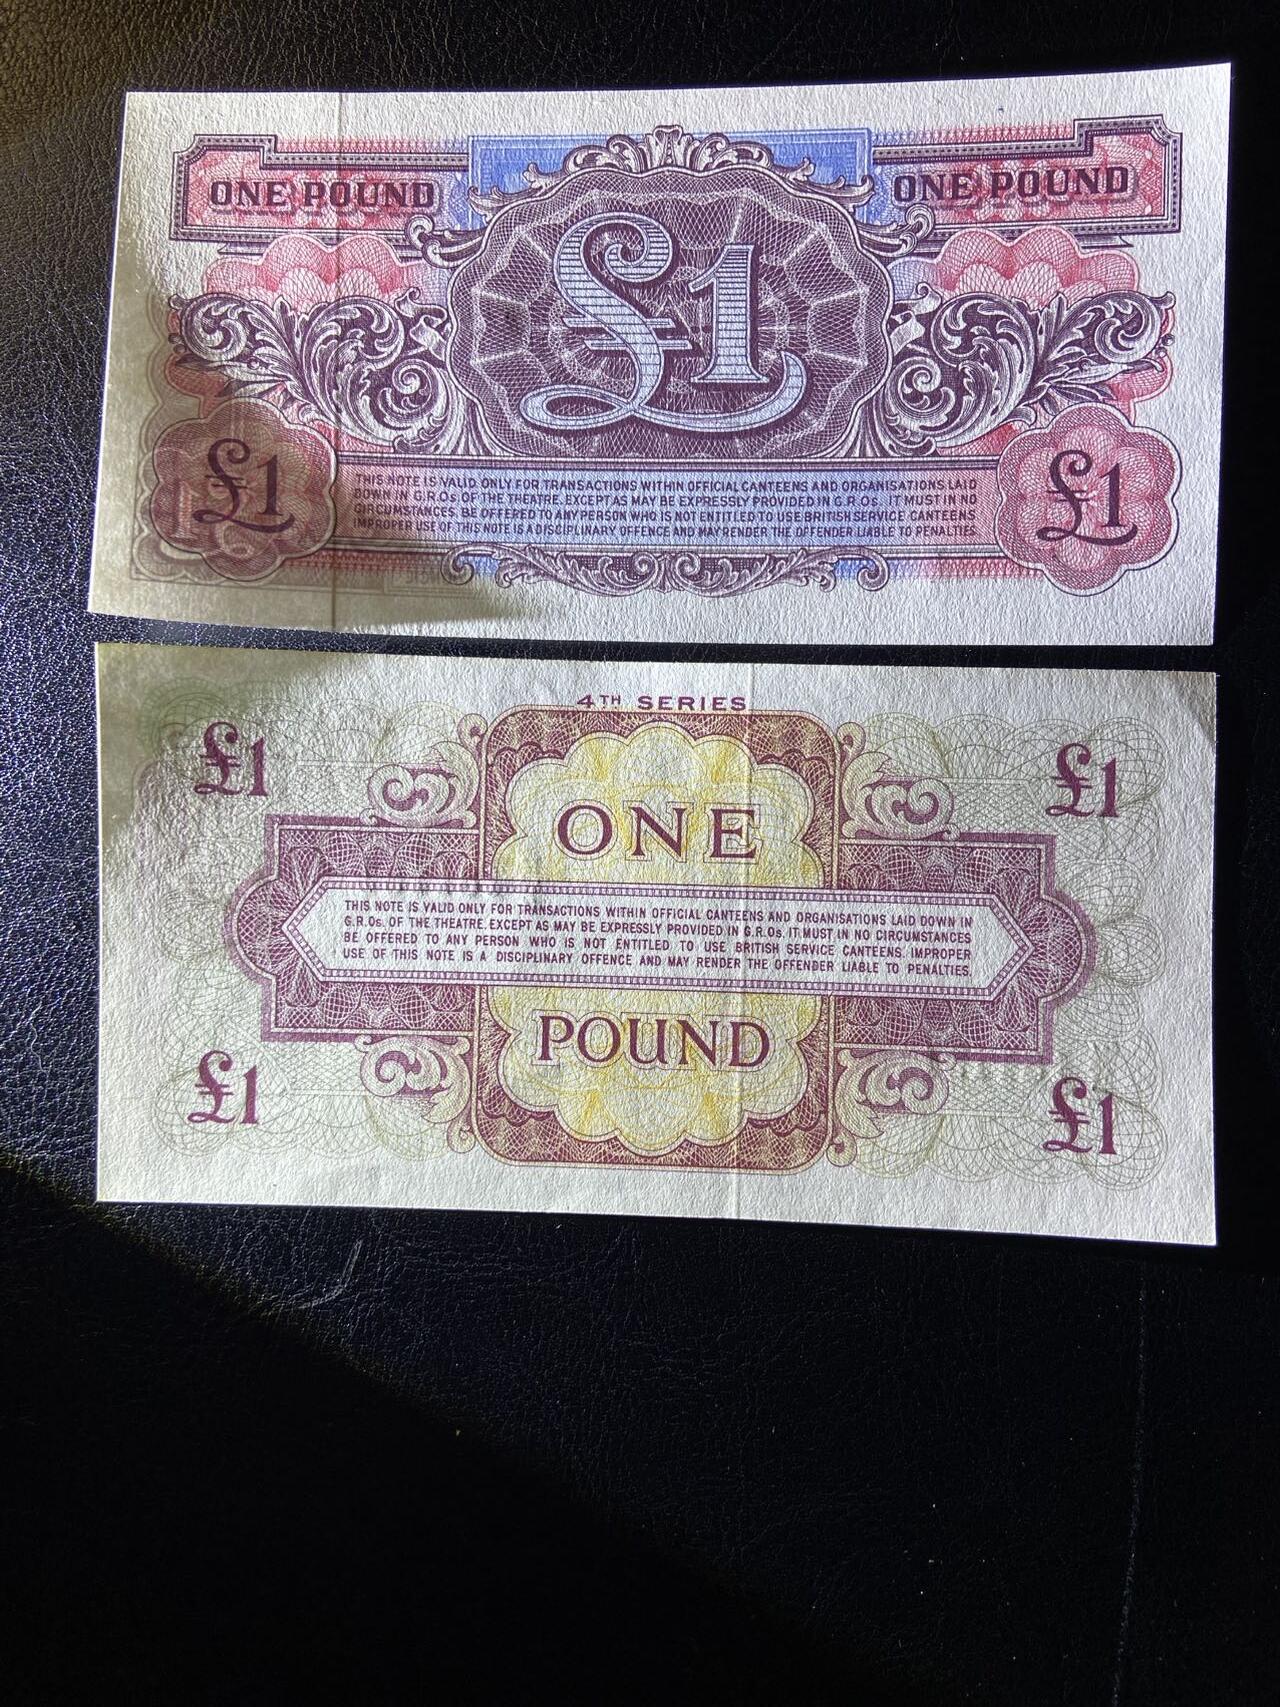 ONE POUND
ONE POUND
£1
£1
THIS NOTE IS VALID ONLY FOR TRANSACTIONS WITHIN OFFICIAL CANTEENS AND ORGANISATIONS LAID
DOWN IN G.R.Os OF THE THEATRE. EXCEPT AS MAY BE EXPRESSLY PROVIDED IN G.R.Os. IT MUST IN NO
CIRCUMSTANCES BE OFFERED TO ANY PERSON WHO IS NOT ENTITLED TO USE BRITISH SERVICE CANTEENS
IMPROPER USE OF THIS NOTE IS A DISCIPLINARY OFFENCE AND MAY RENDER THE OFFENDER LIABLE TO PENALTIES
£1
4TH SERIES
£1
£1
ONE
THIS NOTE IS VALID ONLY FOR TRANSACTIONS WITHIN OFFICIAL CANTEENS AND ORGANISATIONS LAID DOWN IN
G.R.Os. OF THE THEATRE. EXCEPT AS MAY BE EXPRESSLY PROVIDED IN G.R.Os. IT MUST IN NO CIRCUMSTANCES
BE OFFERED TO ANY PERSON WHO IS NOT ENTITLED TO USE BRITISH SERVICE CANTEENS. IMPROPER
USE OF THIS NOTE IS A DISCIPLINARY OFFENCE AND MAY RENDER THE OFFENDER LIABLE TO PENALTIES.
POUND
£1
£1